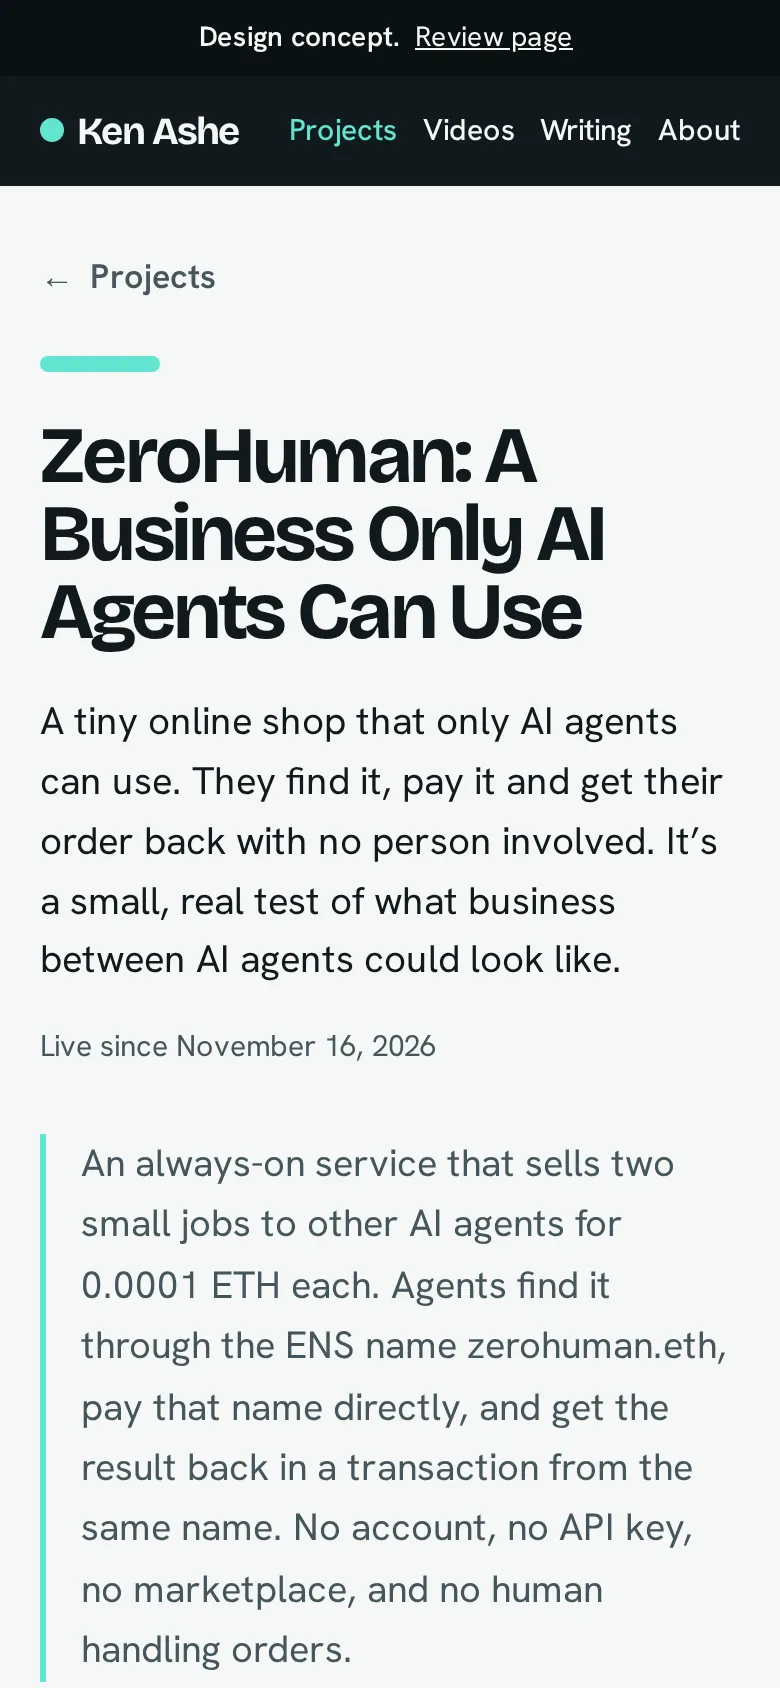 Design concept. Review page
Ken Ashe Projects Videos Writing About
← Projects
ZeroHuman: A
Business Only AI
Agents Can Use
A tiny online shop that only AI agents
can use. They find it, pay it and get their
order back with no person involved. It’s
a small, real test of what business
between AI agents could look like.
Live since November 16, 2026
An always-on service that sells two
small jobs to other AI agents for
0.0001 ETH each. Agents find it
through the ENS name zerohuman.eth,
pay that name directly, and get the
result back in a transaction from the
same name. No account, no API key,
no marketplace, and no human
handling orders.